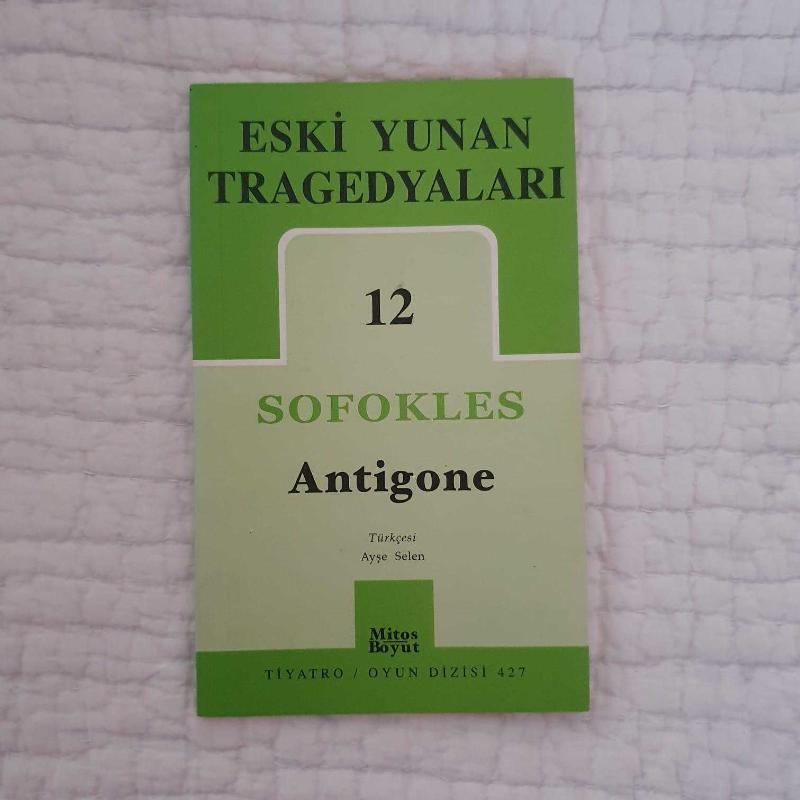 ESKİ YUNAN
TRAGEDYALARI
12
SOFOKLES
Antigone
Türkçesi
Ayşe Selen
Mitos
Boyut
TİYATRO / OYUN DİZİSİ 427